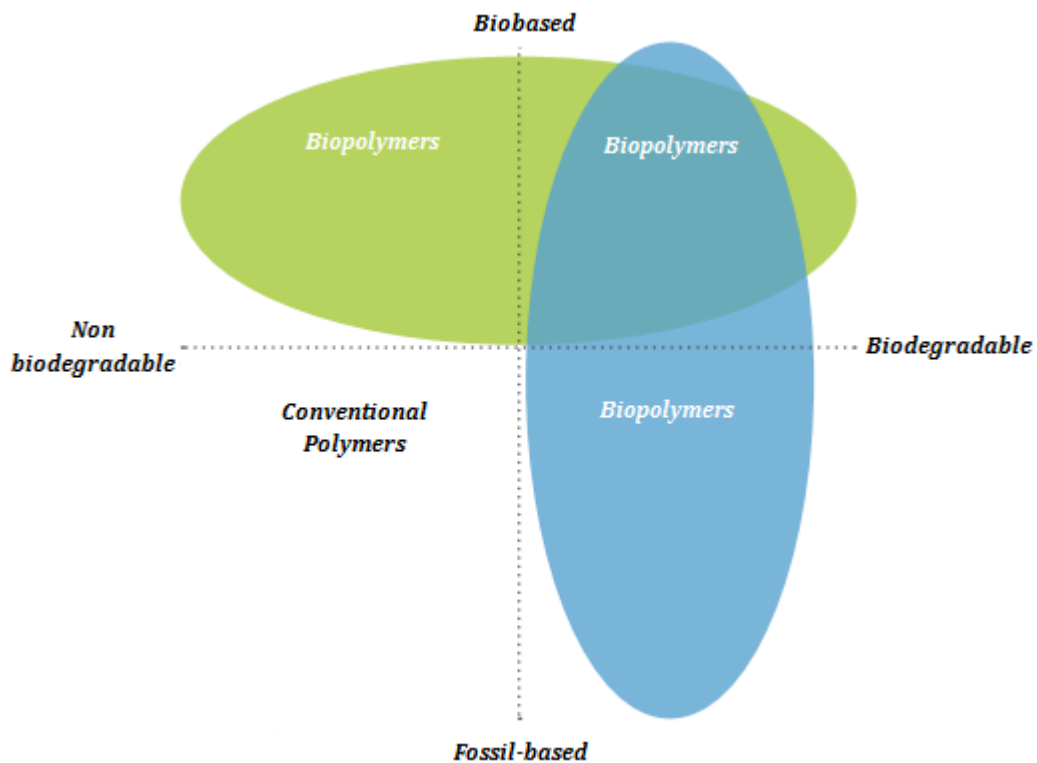 Biobased
Biopolymers
Biopolymers
Non
biodegradable
Biodegradable
Conventional
Polymers
Biopolymers
Fossil-based